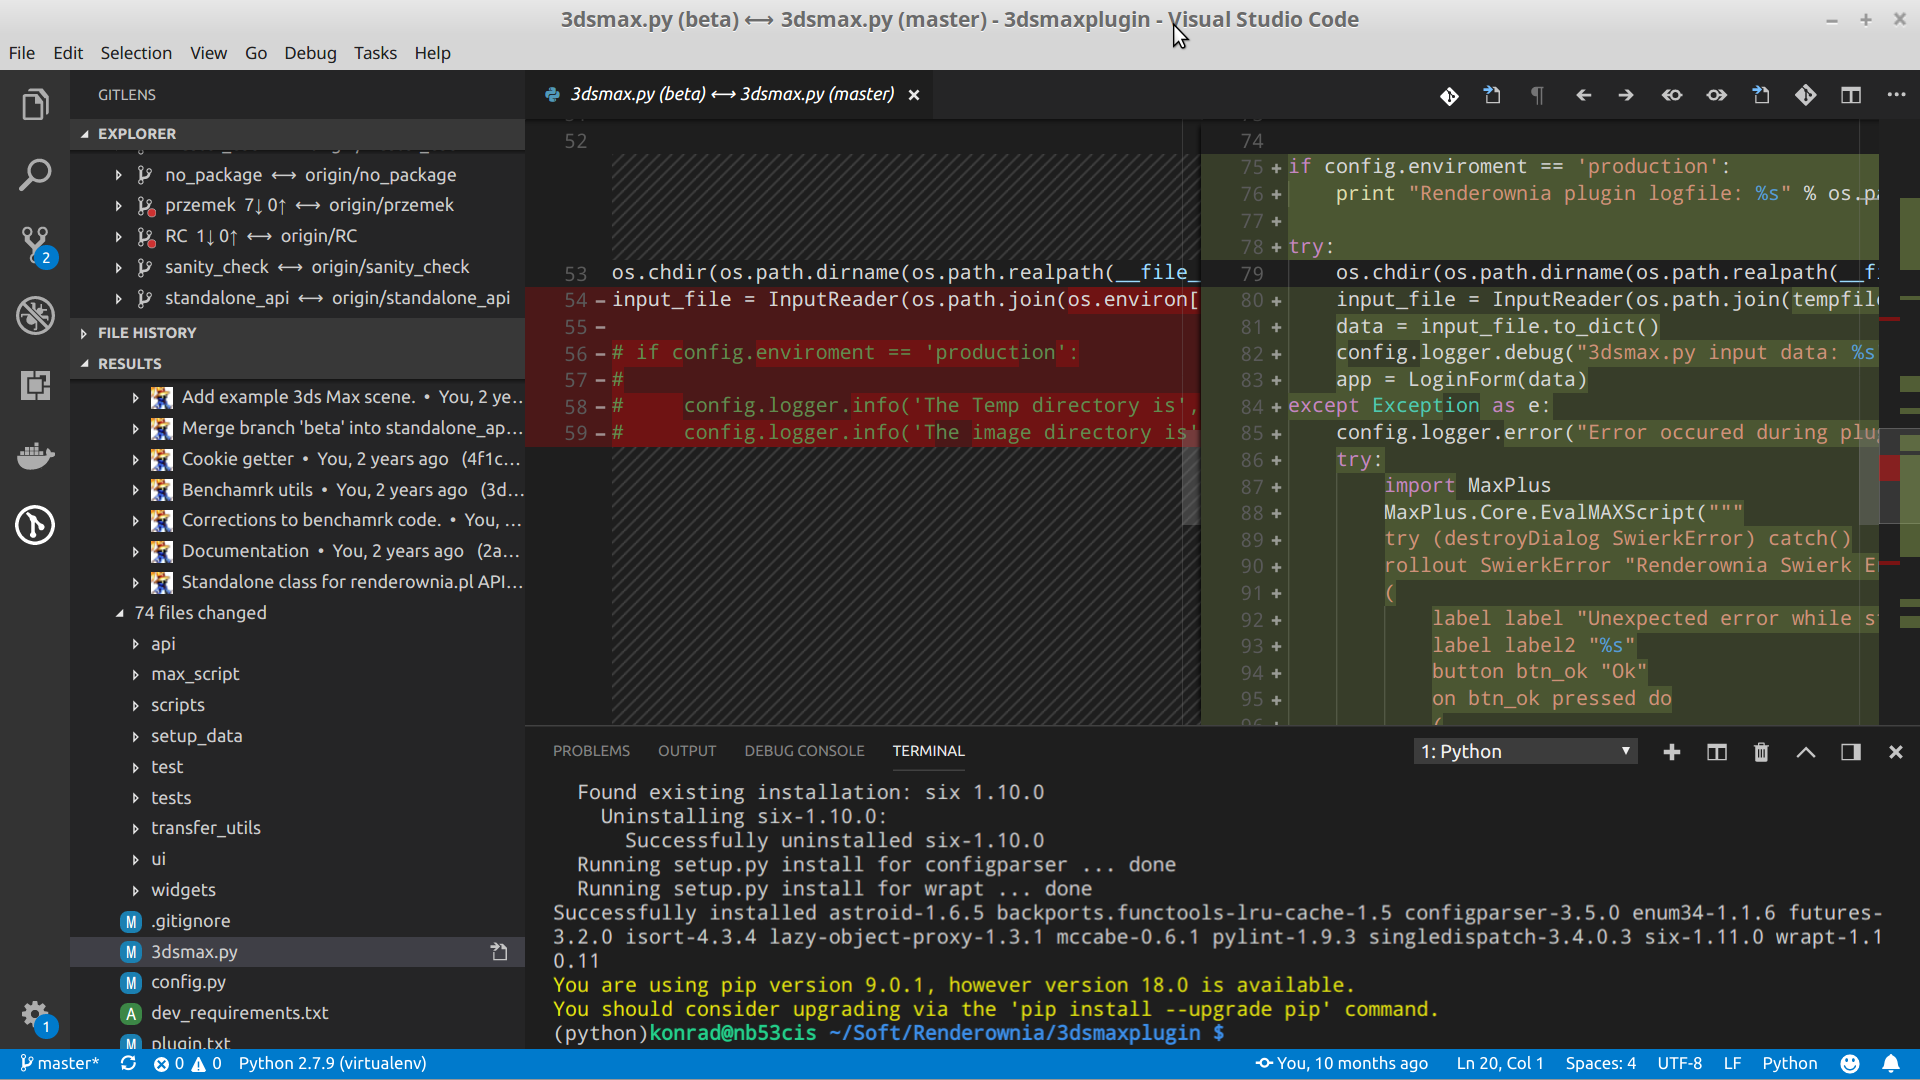 3dsmax.py (beta) ⟷ 3dsmax.py (master) - 3dsmaxplugin - Visual Studio Code
File Edit Selection View Go Debug Tasks Help
GITLENS
EXPLORER
no_package ⟷ origin/no_package
przemek 7↓ 0↑ ⟷ origin/przemek
RC 1↓ 0↑ ⟷ origin/RC
sanity_check ⟷ origin/sanity_check
standalone_api ⟷ origin/standalone_api
FILE HISTORY
RESULTS
Add example 3ds Max scene. • You, 2 ye...
Merge branch 'beta' into standalone_ap...
Cookie getter • You, 2 years ago (4f1c...
Benchamrk utils • You, 2 years ago (3d...
Corrections to benchamrk code. • You, ...
Documentation • You, 2 years ago (2a...
Standalone class for renderownia.pl API...
74 files changed
api
max_script
scripts
setup_data
test
tests
transfer_utils
ui
widgets
M .gitignore
M 3dsmax.py
M config.py
A dev_requirements.txt
M plugin.txt
2
1
3dsmax.py (beta) ⟷ 3dsmax.py (master) ×
52
53 os.chdir(os.path.dirname(os.path.realpath(__file_
54 - input_file = InputReader(os.path.join(os.environ[
55 -
56 - # if config.enviroment == 'production':
57 - #
58 - #     config.logger.info('The Temp directory is',
59 - #     config.logger.info('The image directory is'
74
75 + if config.enviroment == 'production':
76 +     print "Renderownia plugin logfile: %s" % os.pa
77 +
78 + try:
79     os.chdir(os.path.dirname(os.path.realpath(__fi
80 +     input_file = InputReader(os.path.join(tempfile
81 +     data = input_file.to_dict()
82 +     config.logger.debug("3dsmax.py input data: %s
83 +     app = LoginForm(data)
84 + except Exception as e:
85 +     config.logger.error("Error occured during plug
86 +     try:
87 +         import MaxPlus
88 +         MaxPlus.Core.EvalMAXScript("""
89 +         try (destroyDialog SwierkError) catch()
90 +         rollout SwierkError "Renderownia Swierk E
91 +         (
92 +             label label "Unexpected error while s
93 +             label label2 "%s"
94 +             button btn_ok "Ok"
95 +             on btn_ok pressed do
96 +             (
PROBLEMS OUTPUT DEBUG CONSOLE TERMINAL 1: Python
Found existing installation: six 1.10.0
Uninstalling six-1.10.0:
Successfully uninstalled six-1.10.0
Running setup.py install for configparser ... done
Running setup.py install for wrapt ... done
Successfully installed astroid-1.6.5 backports.functools-lru-cache-1.5 configparser-3.5.0 enum34-1.1.6 futures-
3.2.0 isort-4.3.4 lazy-object-proxy-1.3.1 mccabe-0.6.1 pylint-1.9.3 singledispatch-3.4.0.3 six-1.11.0 wrapt-1.1
0.11
You are using pip version 9.0.1, however version 18.0 is available.
You should consider upgrading via the 'pip install --upgrade pip' command.
(python)konrad@nb53cis ~/Soft/Renderownia/3dsmaxplugin $
master* 0 0 Python 2.7.9 (virtualenv) You, 10 months ago Ln 20, Col 1 Spaces: 4 UTF-8 LF Python